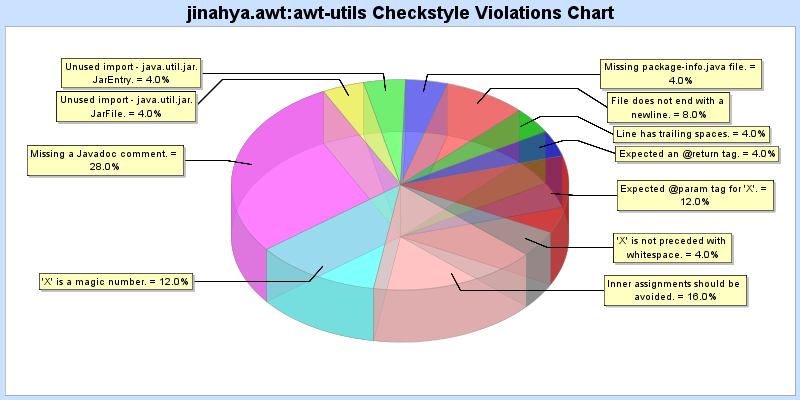 jinahya.awt:awt-utils Checkstyle Violations Chart
Missing package-info.java file. =
4.0%
File does not end with a
newline. = 8.0%
Line has trailing spaces. = 4.0%
Expected an @return tag. = 4.0%
Expected @param tag for 'X'. =
12.0%
'X' is not preceded with
whitespace. = 4.0%
Inner assignments should be
avoided. = 16.0%
'X' is a magic number. = 12.0%
Missing a Javadoc comment. =
28.0%
Unused import - java.util.jar.
JarFile. = 4.0%
Unused import - java.util.jar.
JarEntry. = 4.0%